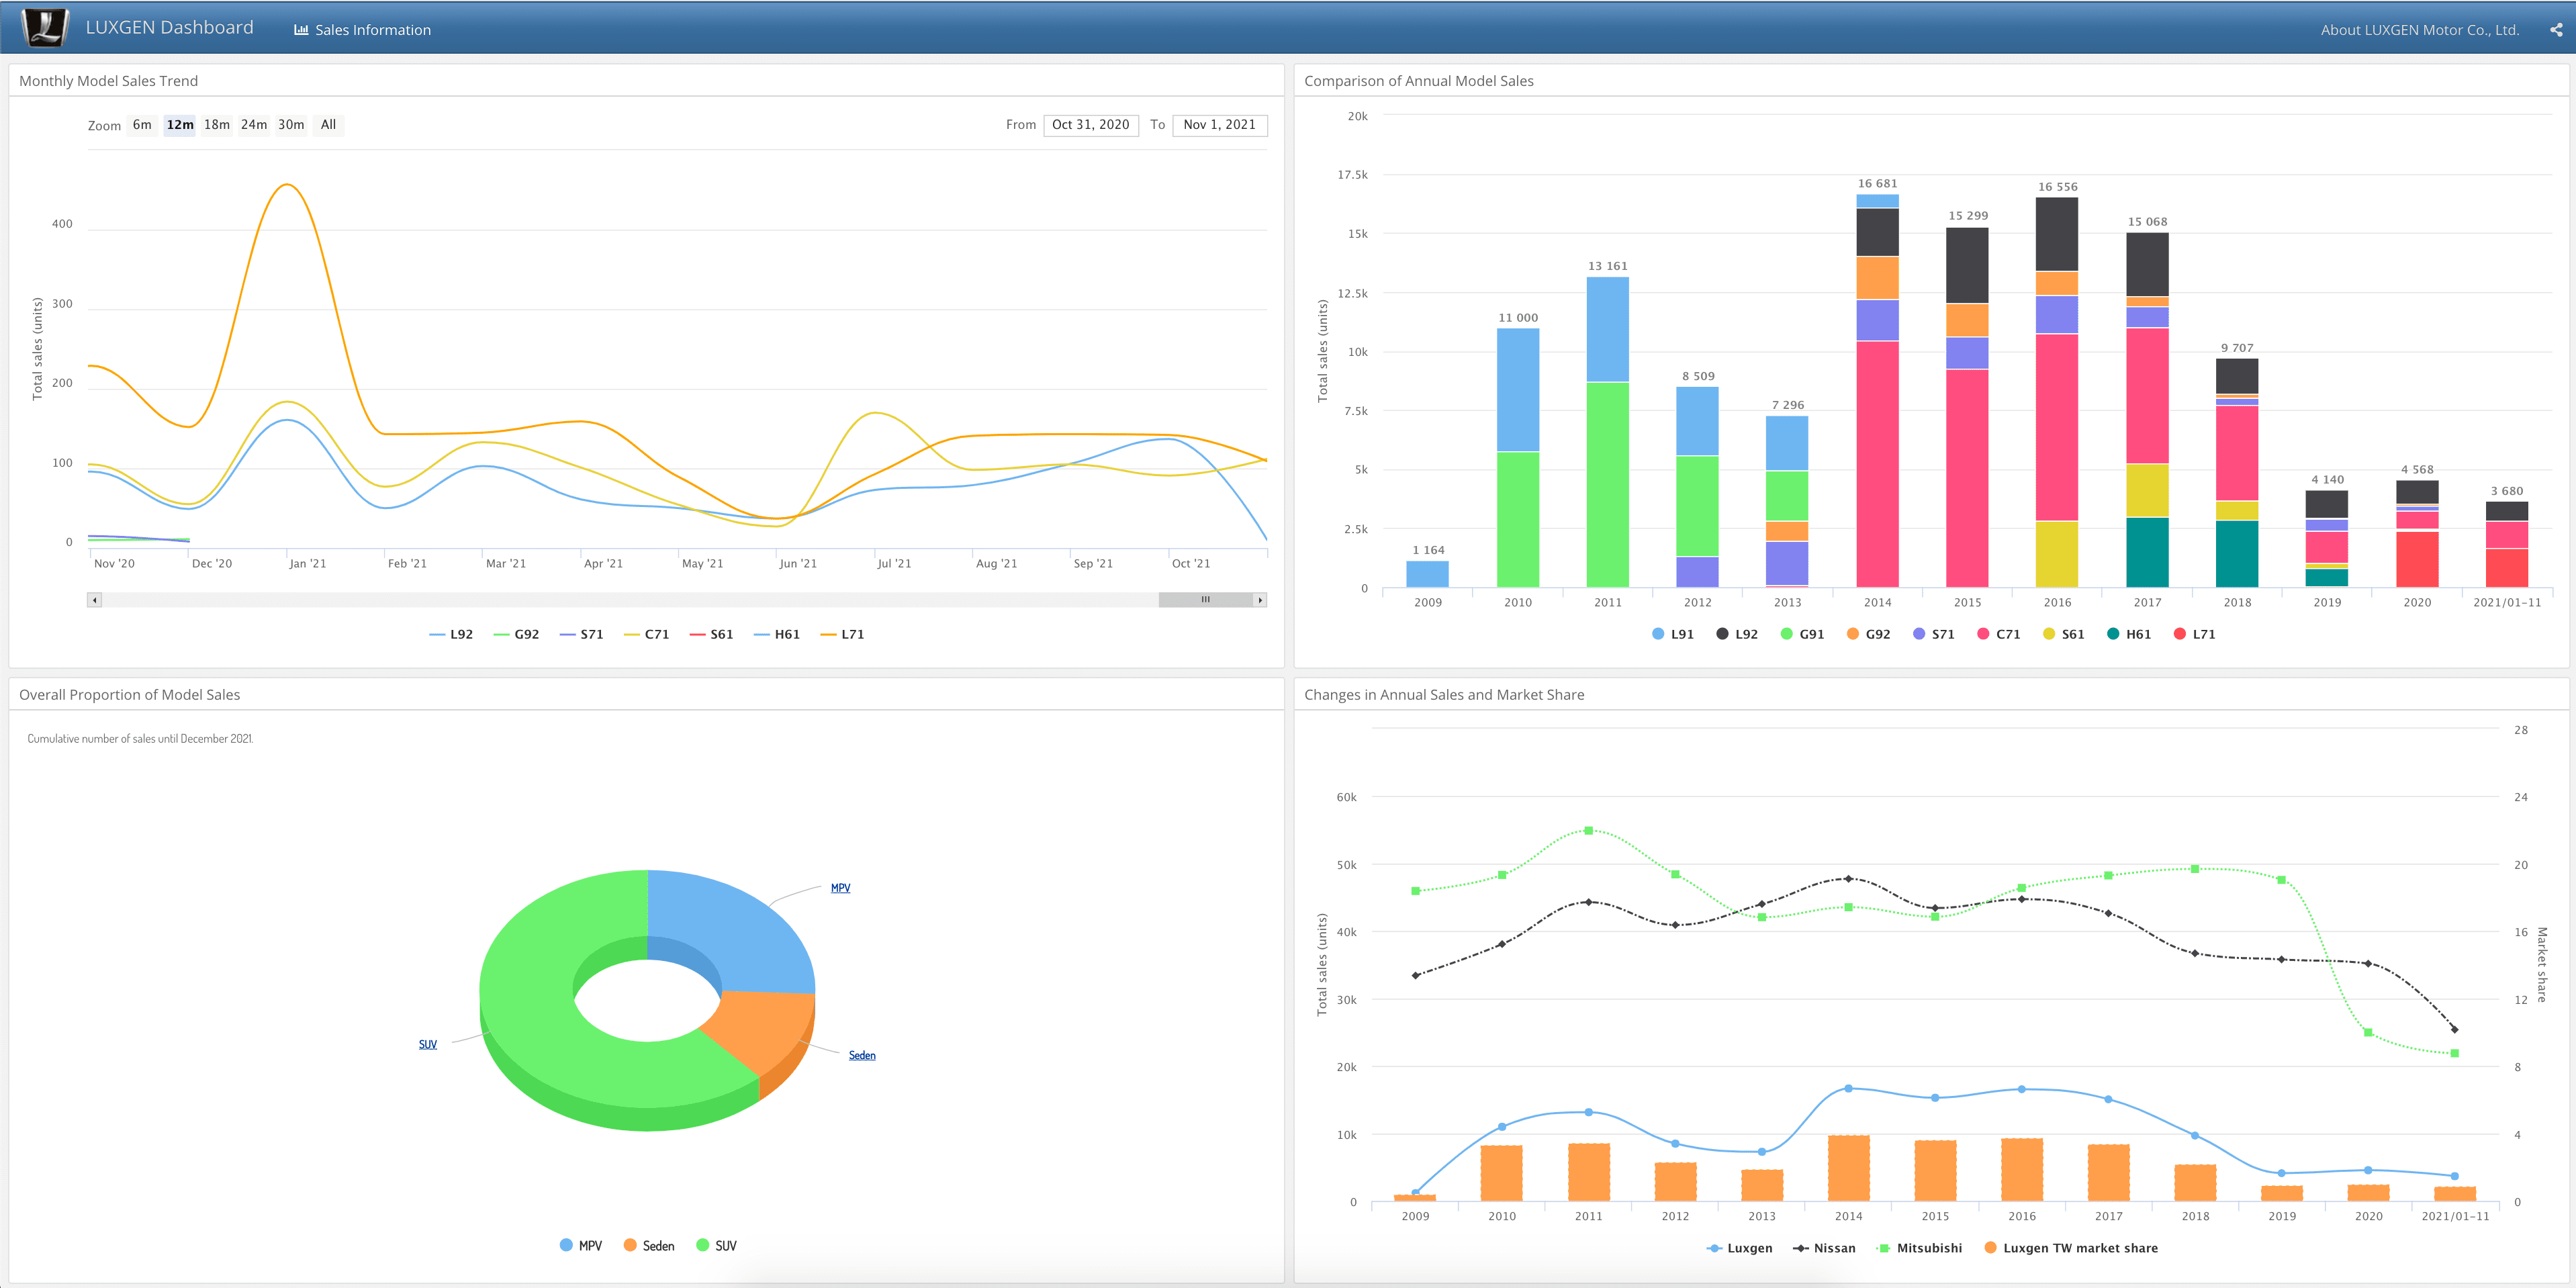 LUXGEN Dashboard
Sales Information
About LUXGEN Motor Co., Ltd.
Monthly Model Sales Trend
Zoom 6m 12m 18m 24m 30m All
From Oct 31, 2020 To Nov 1, 2021
Total sales (units)
400
300
200
100
0
Nov '20 Dec '20 Jan '21 Feb '21 Mar '21 Apr '21 May '21 Jun '21 Jul '21 Aug '21 Sep '21 Oct '21
L92 G92 S71 C71 S61 H61 L71
Comparison of Annual Model Sales
Total sales (units)
20k
17.5k
15k
12.5k
10k
7.5k
5k
2.5k
0
1 164
11 000
13 161
8 509
7 296
16 681
15 299
16 556
15 068
9 707
4 140
4 568
3 680
2009 2010 2011 2012 2013 2014 2015 2016 2017 2018 2019 2020 2021/01-11
L91 L92 G91 G92 S71 C71 S61 H61 L71
Overall Proportion of Model Sales
Cumulative number of sales until December 2021.
MPV
SUV
Seden
MPV Seden SUV
Changes in Annual Sales and Market Share
Total sales (units)
60k
50k
40k
30k
20k
10k
0
28
24
20
16
12
8
4
0
Market share
2009 2010 2011 2012 2013 2014 2015 2016 2017 2018 2019 2020 2021/01-11
Luxgen Nissan Mitsubishi Luxgen TW market share